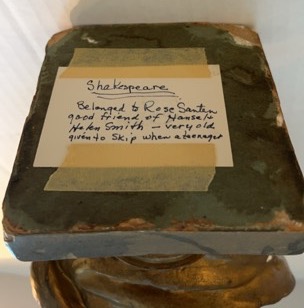 Shakespeare
Belonged to Rose Santen
good friend of Hansel &
Helen Smith - very old
given to Skip when a teenager